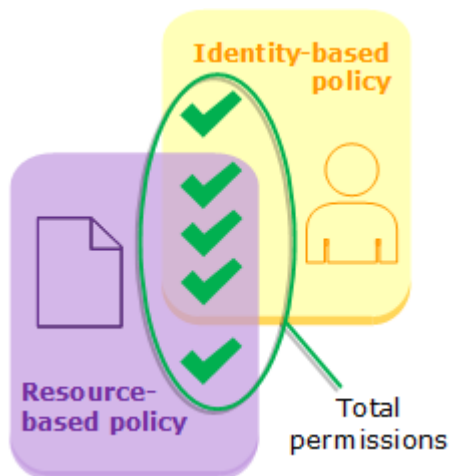 Identity-based
policy
Resource-
based policy
Total
permissions